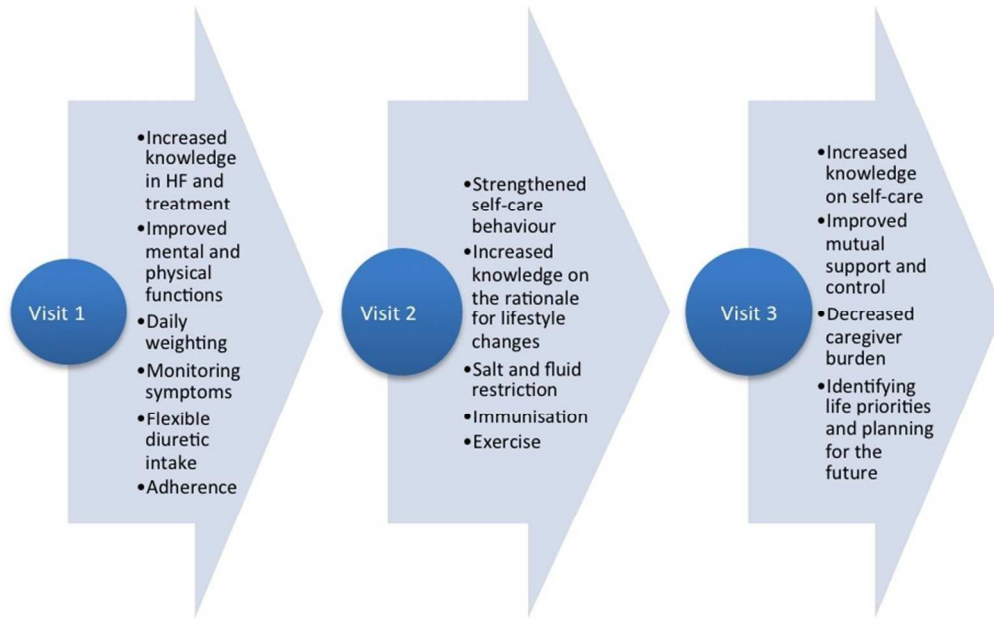 Visit 1
•Increased
knowledge
in HF and
treatment
•Improved
mental and
physical
functions
•Daily
weighting
•Monitoring
symptoms
•Flexible
diuretic
intake
•Adherence
Visit 2
•Strengthened
self-care
behaviour
•Increased
knowledge on
the rationale
for lifestyle
changes
•Salt and fluid
restriction
•Immunisation
•Exercise
Visit 3
•Increased
knowledge
on self-care
•Improved
mutual
support and
control
•Decreased
caregiver
burden
•Identifying
life priorities
and planning
for the
future